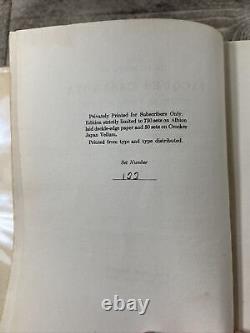 Privately Printed for Subscribers Only.
Edition strictly limited to 750 sets on Albion
laid deckle-edge paper and 50 sets on Crookes
Japan Vellum.
Printed from type and type distributed.
Set Number
122